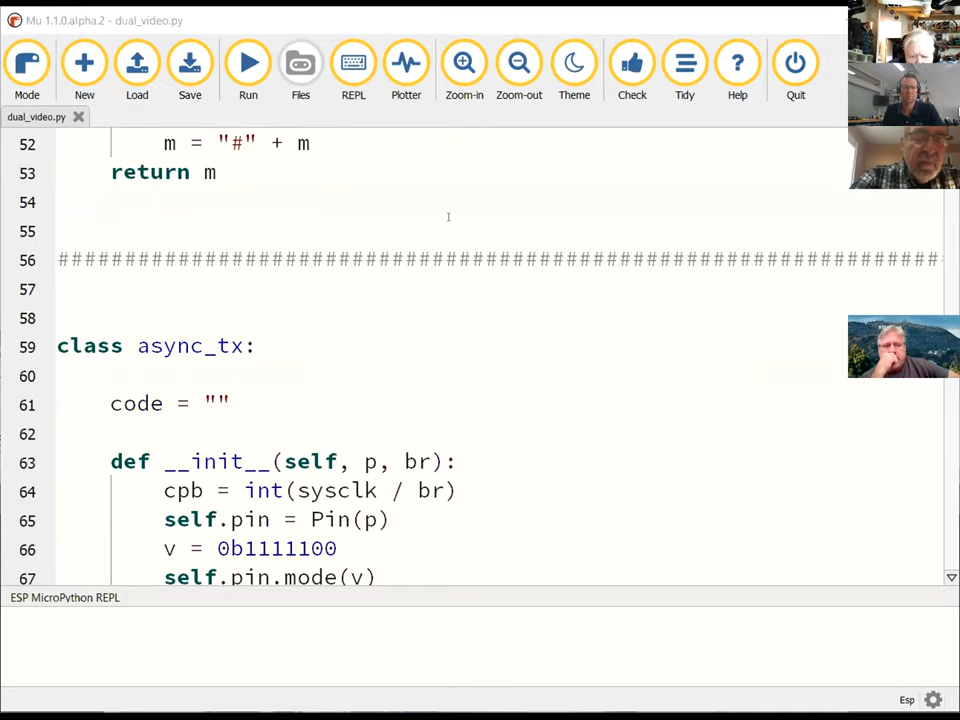 Mu 1.1.0.alpha.2 - dual_video.py
Mode New Load Save Run Files REPL Plotter Zoom-in Zoom-out Theme Check Tidy Help Quit
dual_video.py
52 m = "#" + m
53 return m
54
55
56 ##################################################################
57
58
59 class async_tx:
60
61 code = ""
62
63 def __init__(self, p, br):
64 cpb = int(sysclk / br)
65 self.pin = Pin(p)
66 v = 0b1111100
67 self.pin.mode(v)
ESP MicroPython REPL
Esp